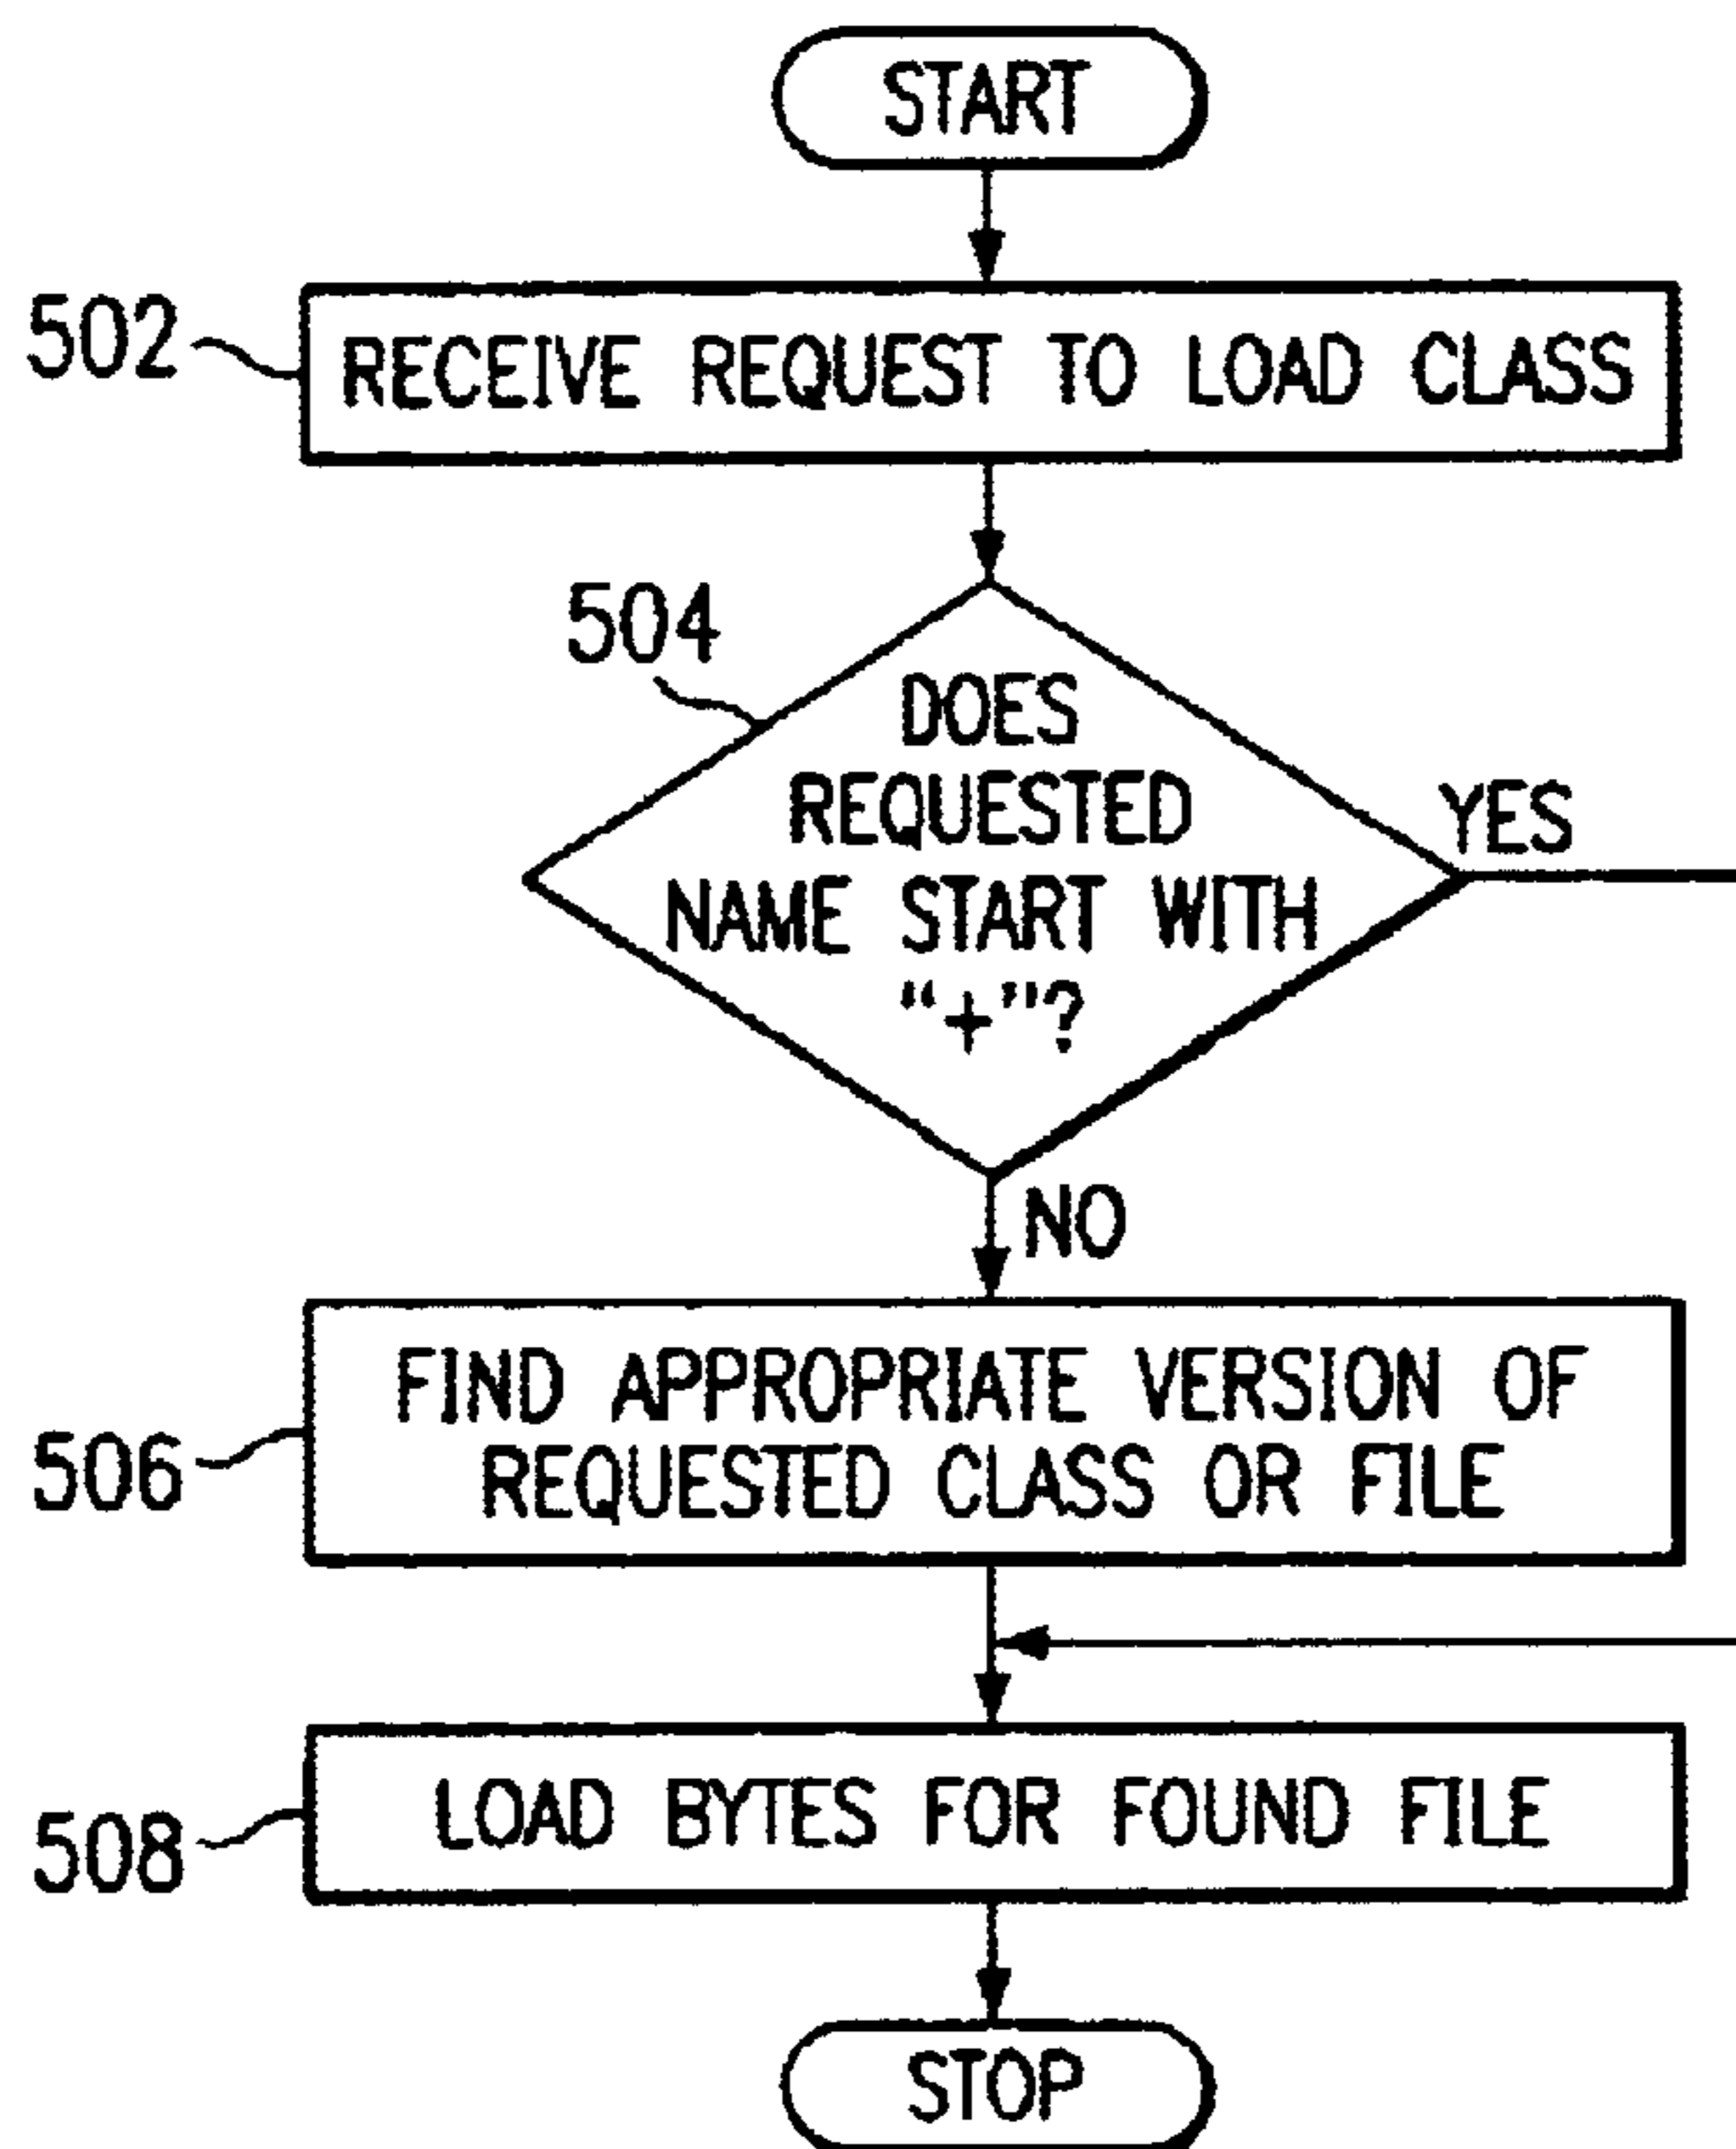 START
502
RECEIVE REQUEST TO LOAD CLASS
504
DOES
REQUESTED
NAME START WITH
“+”?
YES
NO
506
FIND APPROPRIATE VERSION OF
REQUESTED CLASS OR FILE
508
LOAD BYTES FOR FOUND FILE
STOP